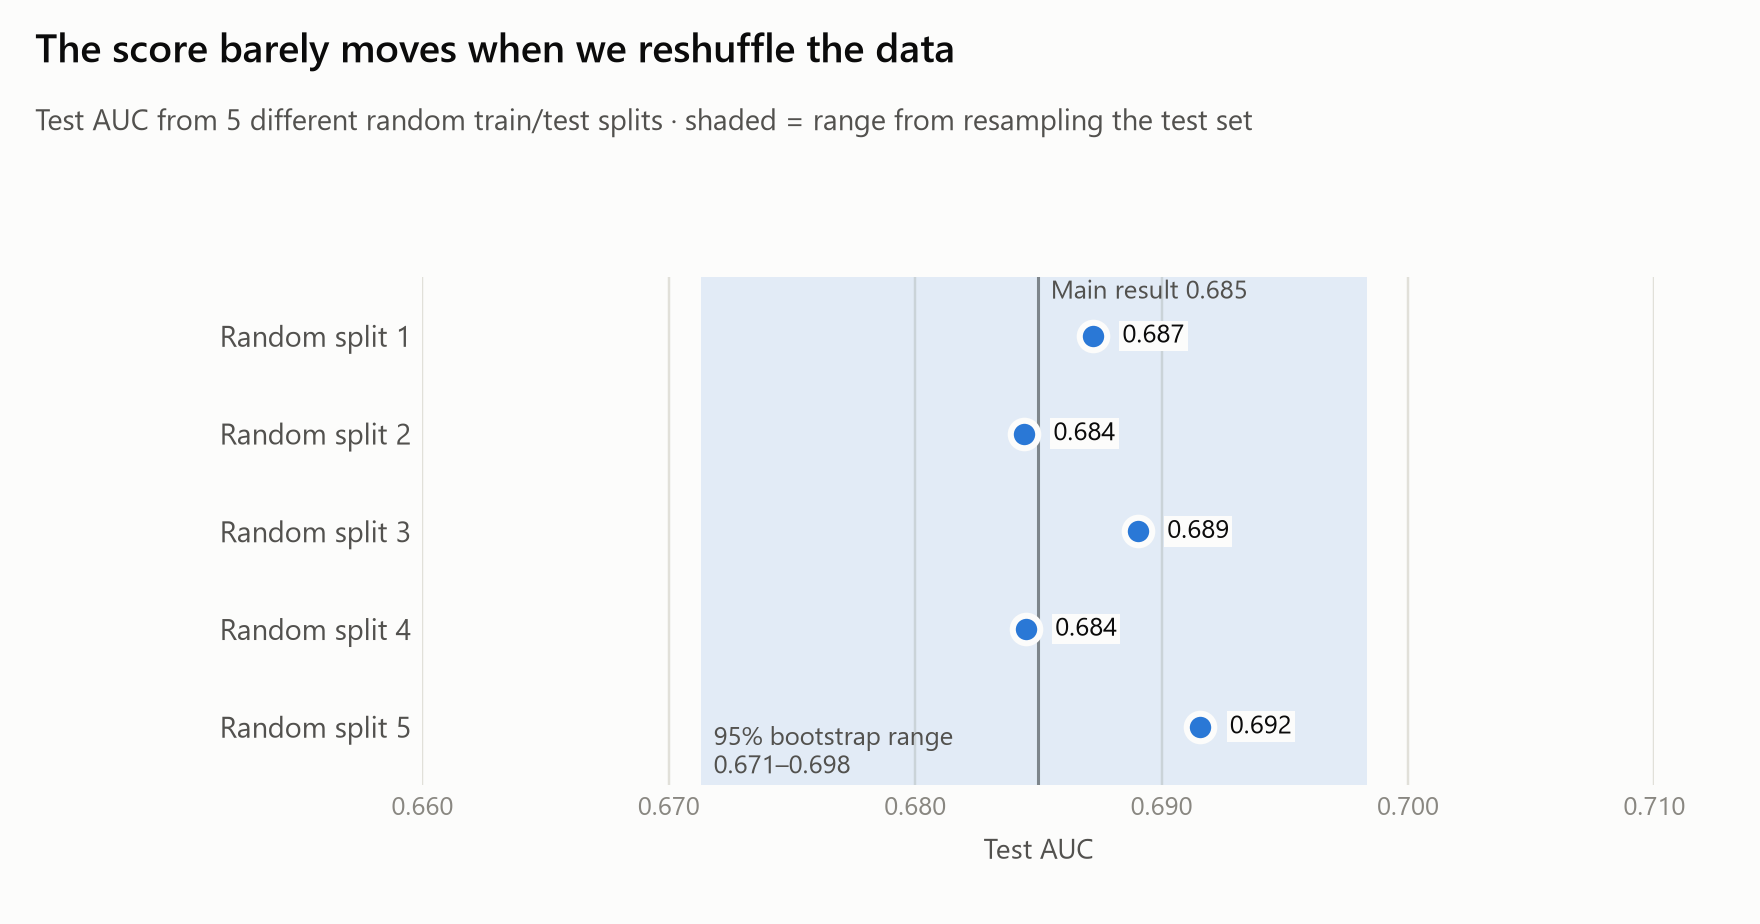 The score barely moves when we reshuffle the data
Test AUC from 5 different random train/test splits · shaded = range from resampling the test set
Main result 0.685
Random split 1
0.687
Random split 2
0.684
Random split 3
0.689
Random split 4
0.684
Random split 5
0.692
95% bootstrap range
0.671–0.698
0.660
0.670
0.680
0.690
0.700
0.710
Test AUC